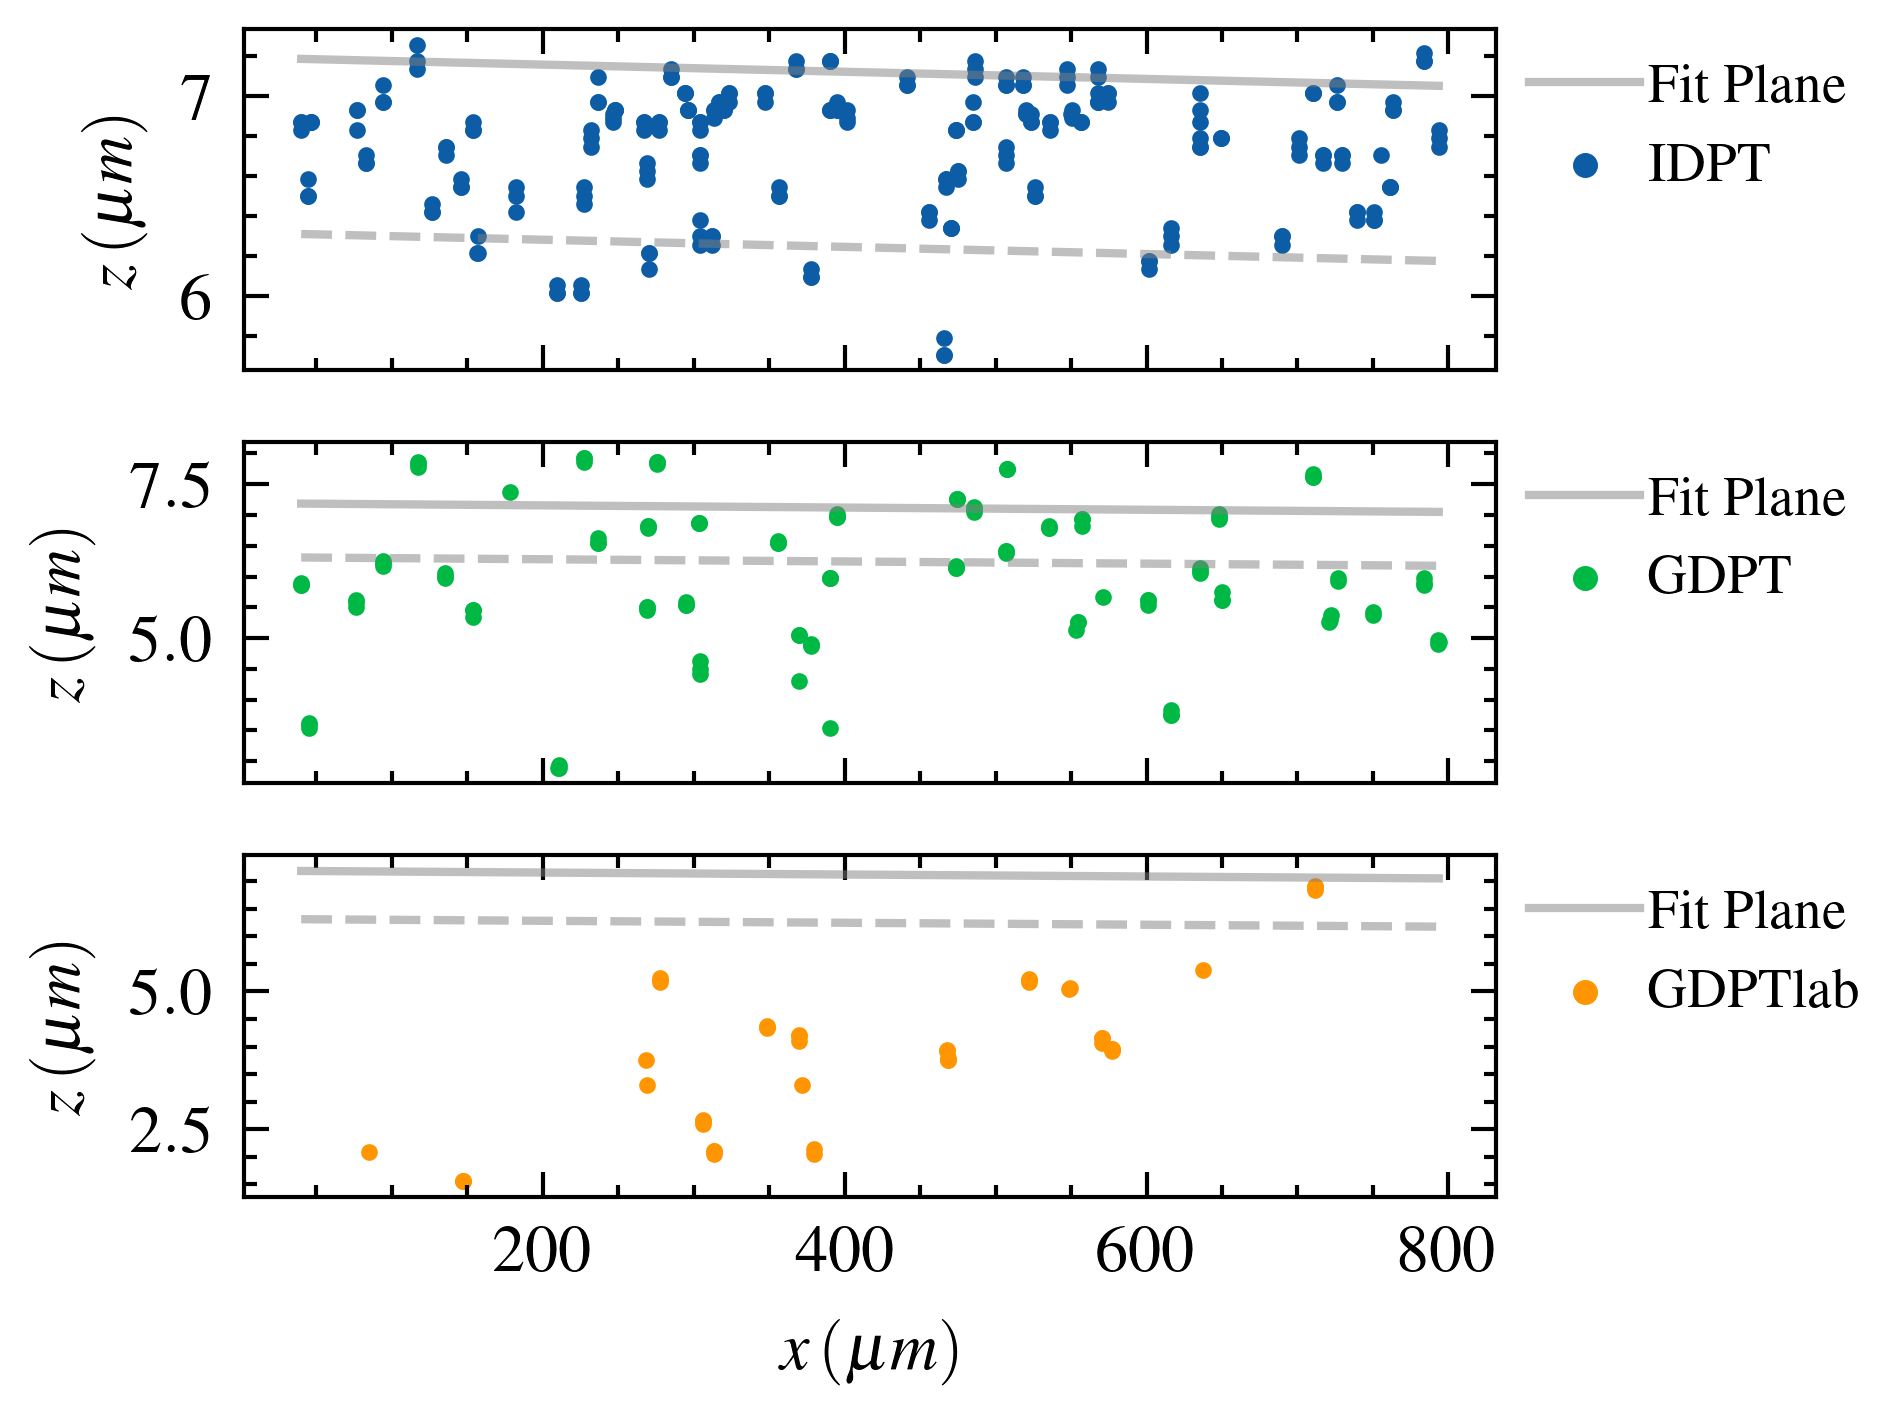 7
6
z (μm)
Fit Plane
IDPT
7.5
5.0
z (μm)
Fit Plane
GDPT
5.0
2.5
z (μm)
Fit Plane
GDPTlab
200 400 600 800
x (μm)